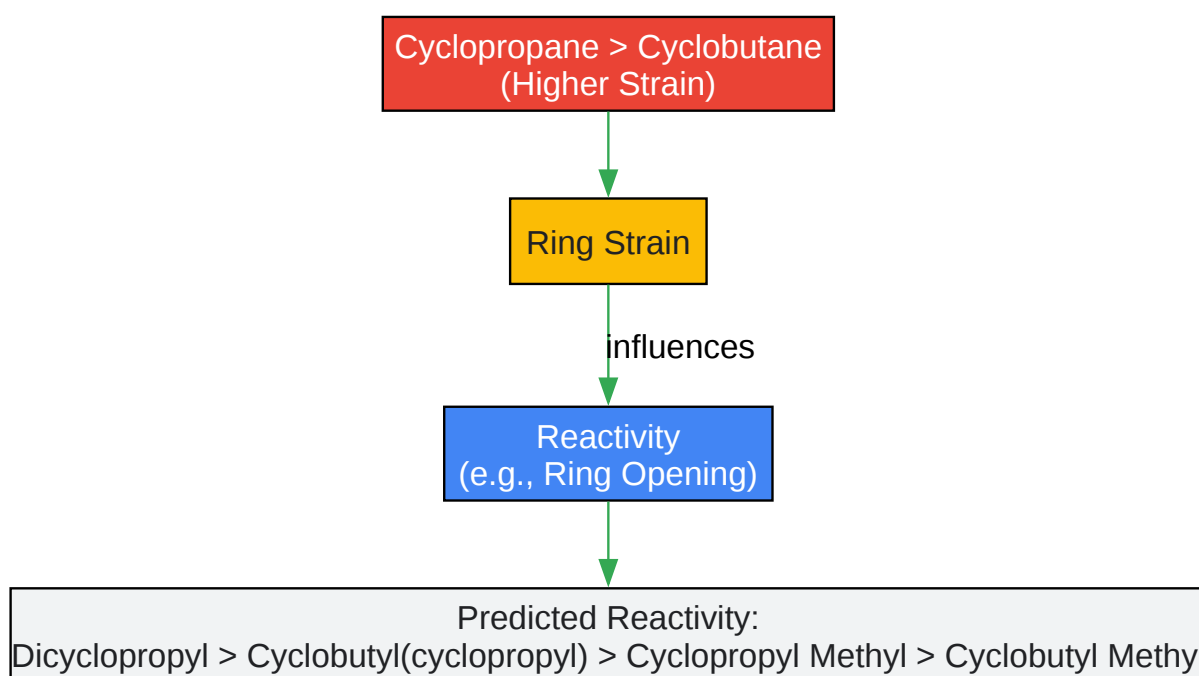 Cyclopropane > Cyclobutane
(Higher Strain)
Ring Strain
influences
Reactivity
(e.g., Ring Opening)
Predicted Reactivity:
Dicyclopropyl > Cyclobutyl(cyclopropyl) > Cyclopropyl Methyl > Cyclobutyl Methy